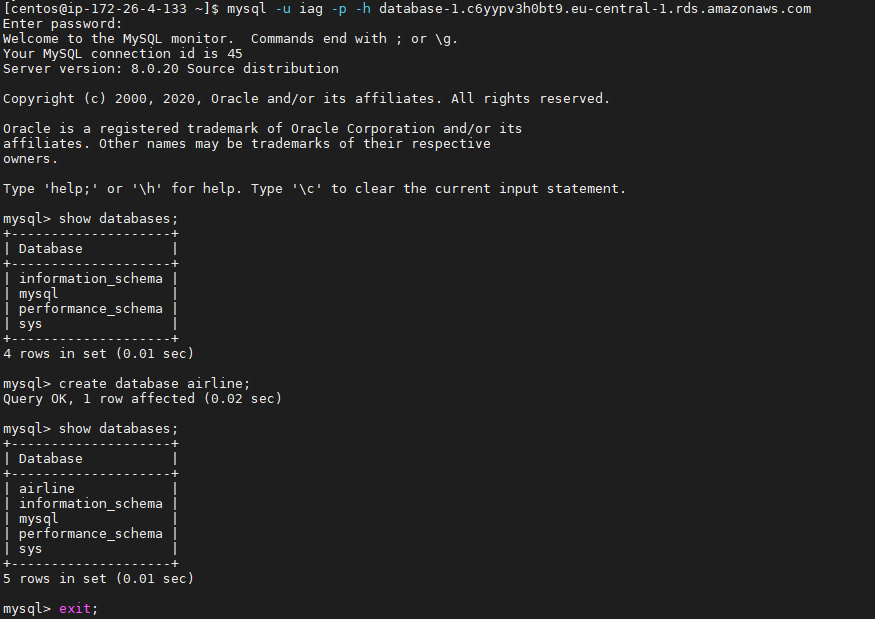 [centos@ip-172-26-4-133 ~]$ mysql -u iag -p -h database-1.c6yypv3h0bt9.eu-central-1.rds.amazonaws.com
Enter password:
Welcome to the MySQL monitor.  Commands end with ; or \g.
Your MySQL connection id is 45
Server version: 8.0.20 Source distribution

Copyright (c) 2000, 2020, Oracle and/or its affiliates. All rights reserved.

Oracle is a registered trademark of Oracle Corporation and/or its
affiliates. Other names may be trademarks of their respective
owners.

Type 'help;' or '\h' for help. Type '\c' to clear the current input statement.

mysql> show databases;
+--------------------+
| Database           |
+--------------------+
| information_schema |
| mysql              |
| performance_schema |
| sys                |
+--------------------+
4 rows in set (0.01 sec)

mysql> create database airline;
Query OK, 1 row affected (0.02 sec)

mysql> show databases;
+--------------------+
| Database           |
+--------------------+
| airline            |
| information_schema |
| mysql              |
| performance_schema |
| sys                |
+--------------------+
5 rows in set (0.01 sec)

mysql> exit;